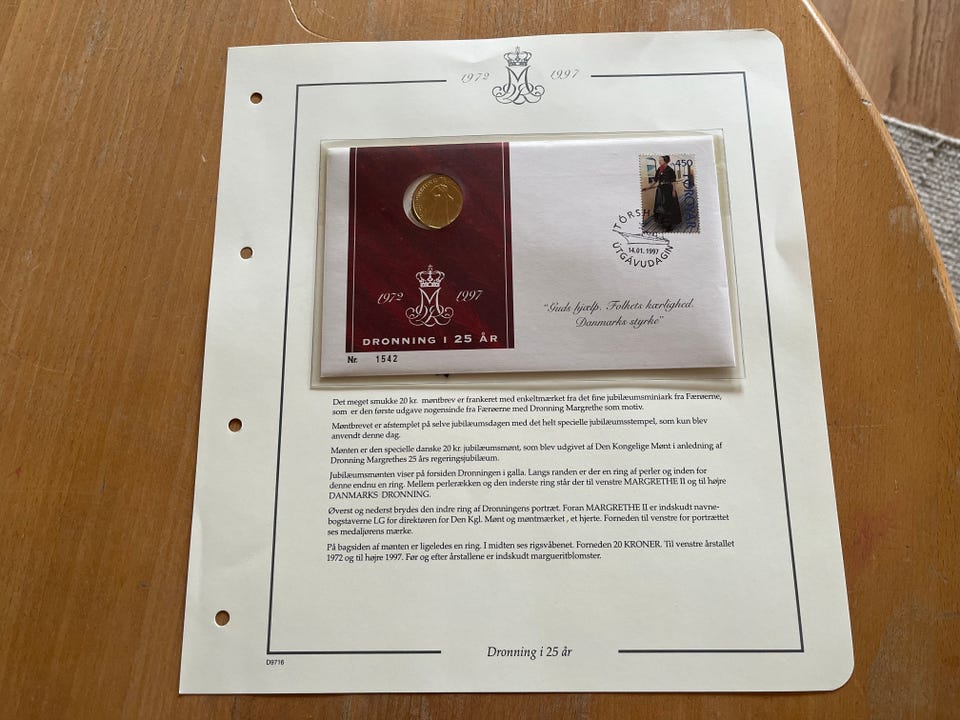 1972 1997
450
FØROYAR
TÓRSH
14.01.1997
ÚTGÁVUDAGIN
1972 1997
DRONNING I 25 ÅR
Nr. 1542
"Guds hjælp. Folkets kærlighed.
Danmarks styrke"
Det meget smukke 20 kr. møntbrev er frankeret med enkeltmærket fra det fine jubilæumsminiark fra Færøerne,
som er den første udgave nogensinde fra Færøerne med Dronning Margrethe som motiv.
Møntbrevet er afstemplet på selve jubilæumsdagen med det helt specielle jubilæumsstempel, som kun blev
anvendt denne dag.
Mønten er den specielle danske 20 kr. jubilæumsmønt, som blev udgivet af Den Kongelige Mønt i anledning af
Dronning Margrethes 25 års regeringsjubilæum.
Jubilæumsmønten viser på forsiden Dronningen i galla. Langs randen er der en ring af perler og inden for
denne endnu en ring. Mellem perlerækken og den inderste ring står der til venstre MARGRETHE II og til højre
DANMARKS DRONNING.
Øverst og nederst brydes den indre ring af Dronningens portræt. Foran MARGRETHE II er indskudt navne-
bogstaverne LG for direktøren for Den Kgl. Mønt og møntmærket , et hjerte. Forneden til venstre for portrættet
ses medaljørens mærke.
På bagsiden af mønten er ligeledes en ring. I midten ses rigsvåbenet. Forneden 20 KRONER. Til venstre årstallet
1972 og til højre 1997. Før og efter årstallene er indskudt margueritblomster.
Dronning i 25 år
D9716